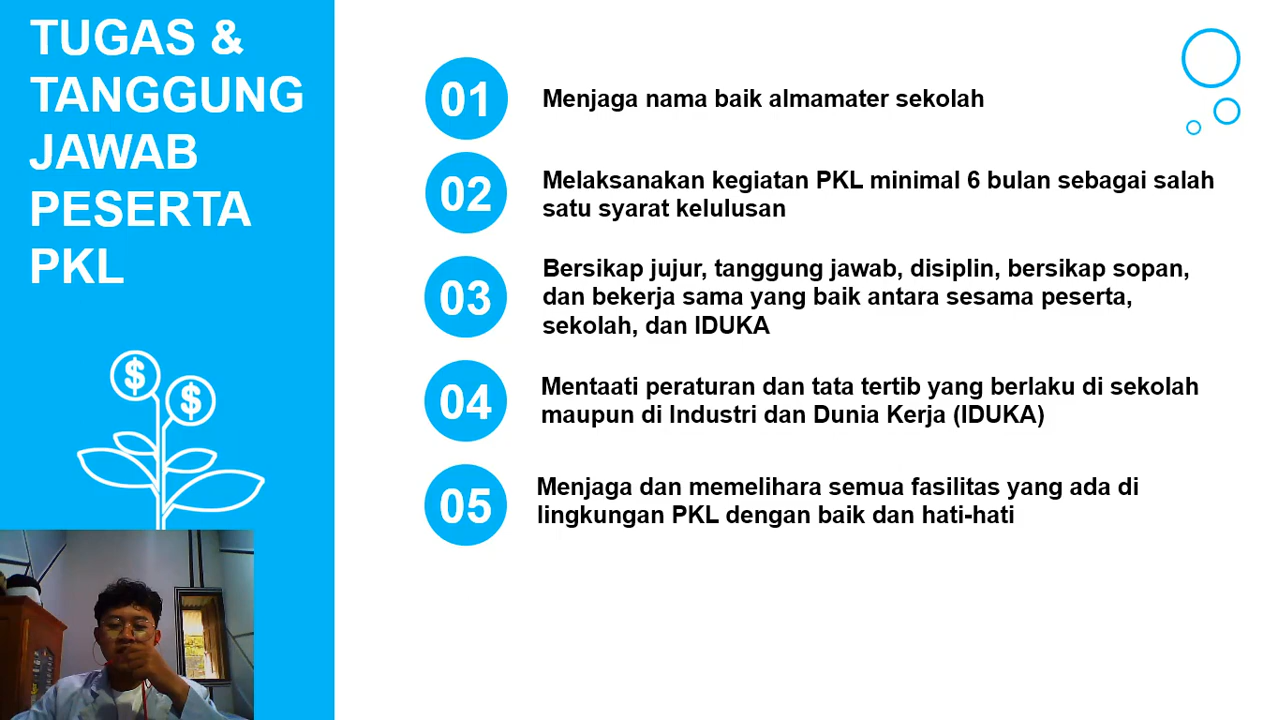 TUGAS &
TANGGUNG
JAWAB
PESERTA
PKL
01
Menjaga nama baik almamater sekolah
02
Melaksanakan kegiatan PKL minimal 6 bulan sebagai salah
satu syarat kelulusan
03
Bersikap jujur, tanggung jawab, disiplin, bersikap sopan,
dan bekerja sama yang baik antara sesama peserta,
sekolah, dan IDUKA
04
Mentaati peraturan dan tata tertib yang berlaku di sekolah
maupun di Industri dan Dunia Kerja (IDUKA)
05
Menjaga dan memelihara semua fasilitas yang ada di
lingkungan PKL dengan baik dan hati-hati
$
$